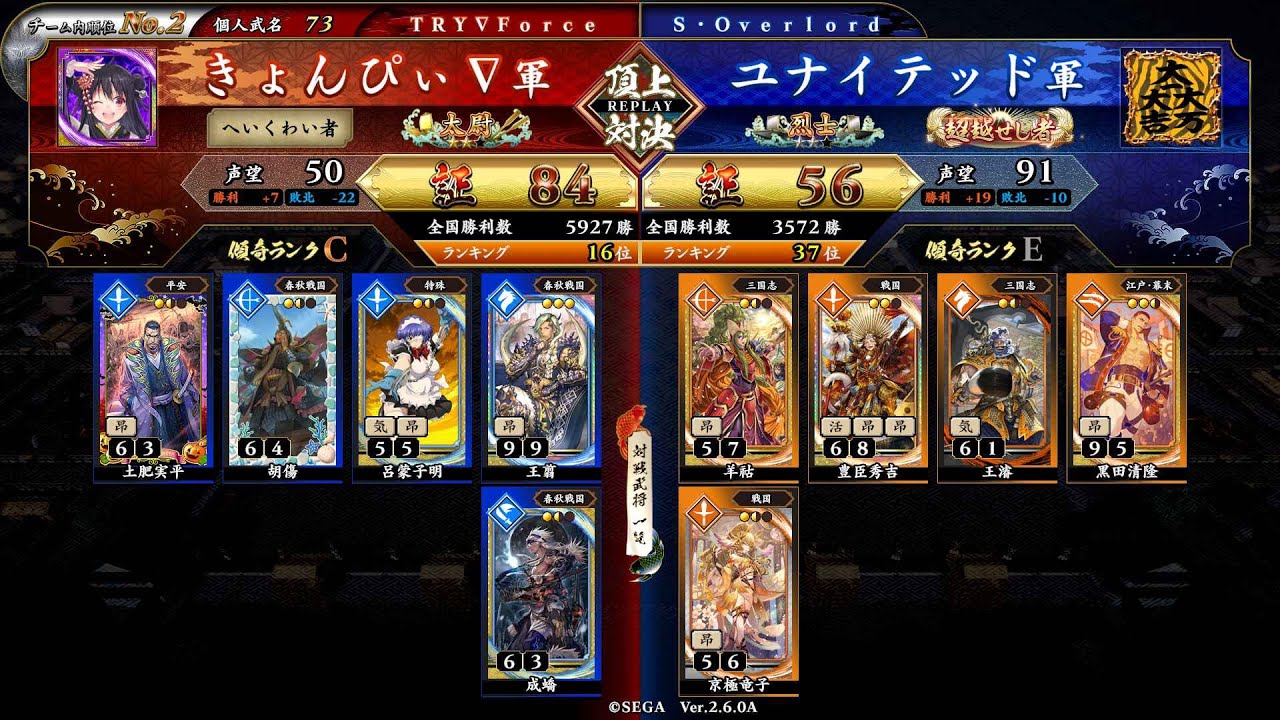 チーム内順位 No.2 個人武名 73 TRY∇Force
S・Overlord
きょんぴぃ∇軍
へいくわい者 太尉
頂上
REPLAY
対決
ユナイテッド軍
烈士 超越せし者
大大大
吉吉万
声望 50
勝利 +7 敗北 -22
証 84
証 56
声望 91
勝利 +19 敗北 -10
全国勝利数 5927勝
全国勝利数 3572勝
ランキング 16位
ランキング 37位
傾奇ランク C
傾奇ランク E
平安
昴
6 3
土肥実平
春秋戦国
6 4
胡傷
特殊
気 昴
5 5
呂蒙子明
春秋戦国
昴
9 9
王翦
三国志
昴
5 7
羊祜
戦国
活 昴 昴
6 8
豊臣秀吉
三国志
気
6 1
王濬
江戸・幕末
昴
9 5
黒田清隆
対戦武将一覧
春秋戦国
6 3
成蟜
戦国
昴
5 6
京極竜子
©SEGA Ver.2.6.0A